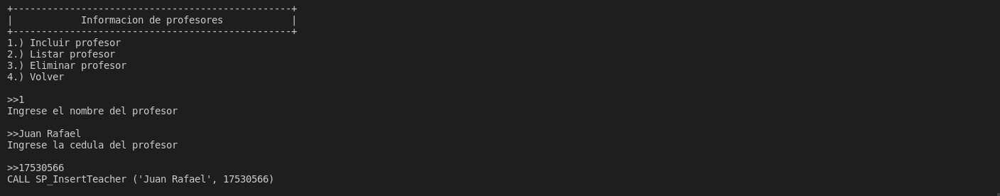 +-------------------------------------------------+
|            Informacion de profesores            |
+-------------------------------------------------+
1.) Incluir profesor
2.) Listar profesor
3.) Eliminar profesor
4.) Volver
>>1
Ingrese el nombre del profesor
>>Juan Rafael
Ingrese la cedula del profesor
>>17530566
CALL SP_InsertTeacher ('Juan Rafael', 17530566)